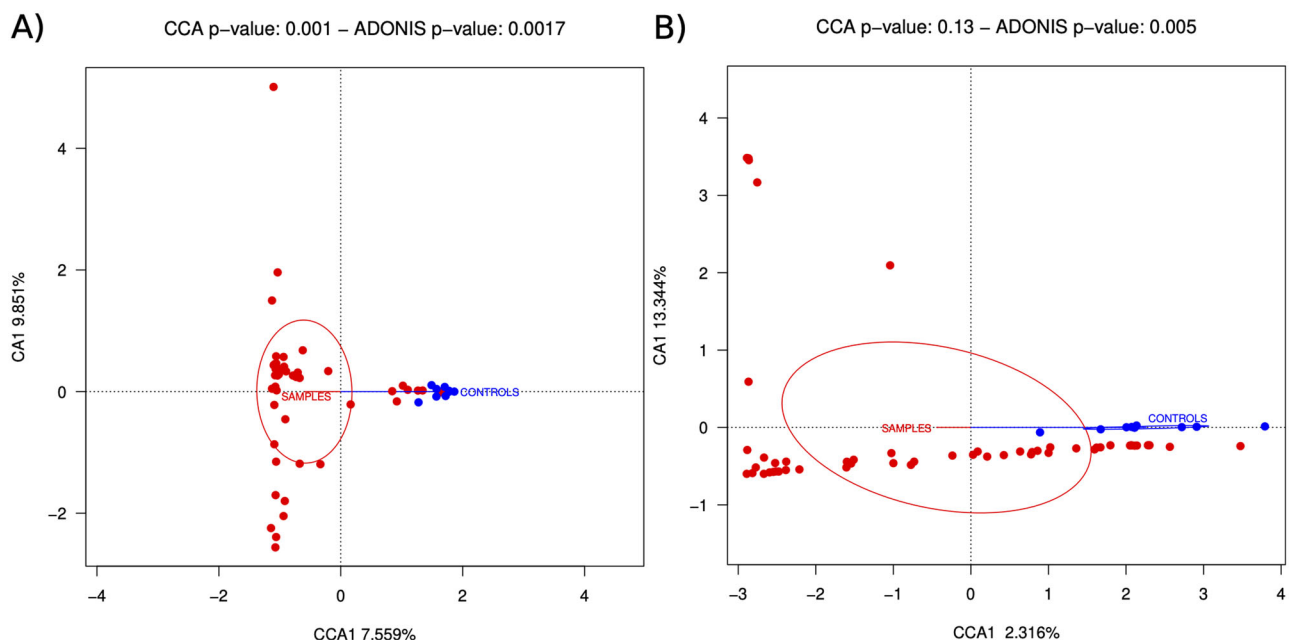 A)
CCA p−value: 0.001 − ADONIS p−value: 0.0017
CA1 9.851%
4
2
0
−2
SAMPLES
CONTROLS
−4
−2
0
2
4
CCA1 7.559%
B)
CCA p−value: 0.13 − ADONIS p−value: 0.005
CA1 13.344%
4
3
2
1
0
−1
SAMPLES
CONTROLS
−3
−2
−1
0
1
2
3
4
CCA1 2.316%